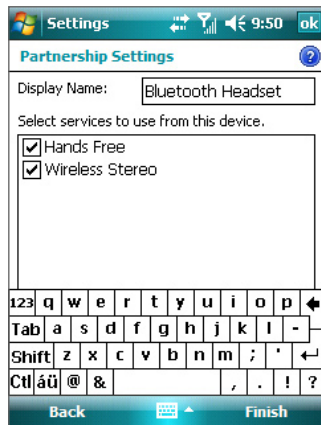 Settings 9:50 ok
Partnership Settings ?
Display Name: Bluetooth Headset
Select services to use from this device.
Hands Free
Wireless Stereo
123 q w e r t y u i o p
Tab a s d f g h j k l -
Shift z x c v b n m ; '
Ctl áü @ & , . ! ?
Back Finish